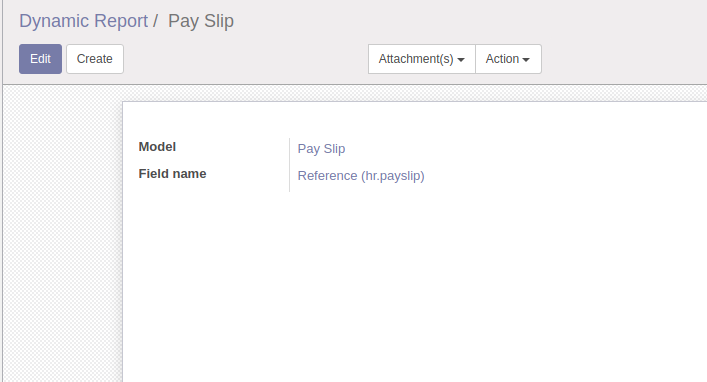 Dynamic Report / Pay Slip
Edit Create Attachment(s) Action
Model Pay Slip
Field name Reference (hr.payslip)